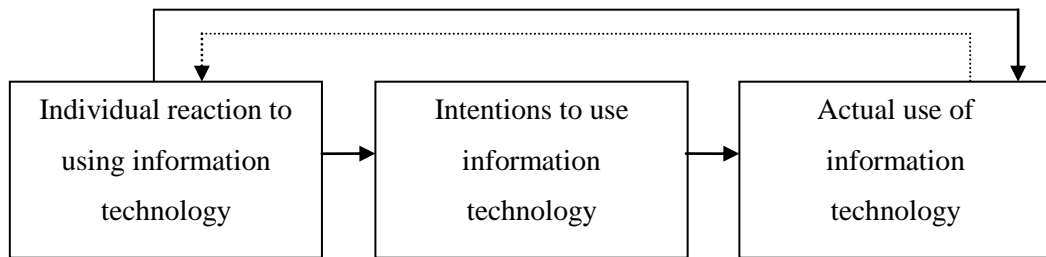 Individual reaction to
using information
technology
Intentions to use
information
technology
Actual use of
information
technology